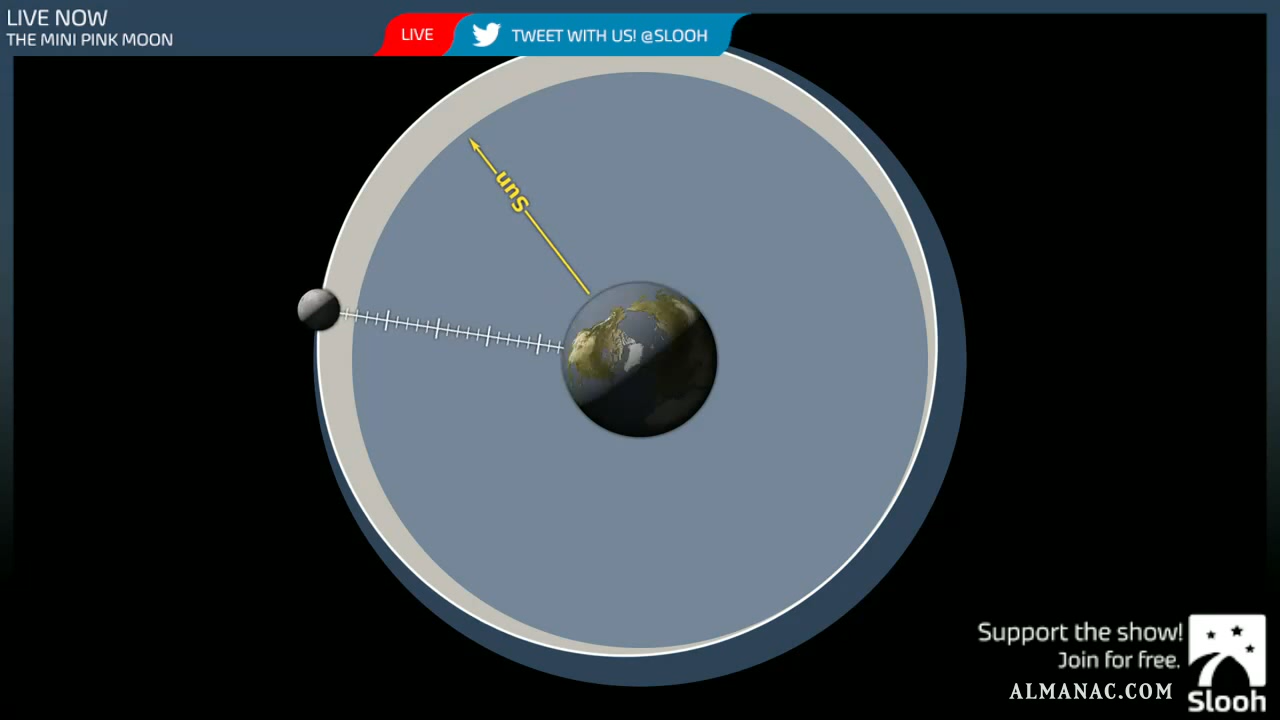 LIVE NOW
THE MINI PINK MOON
LIVE
TWEET WITH US! @SLOOH
Sun
Support the show!
Join for free.
ALMANAC.COM
Slooh